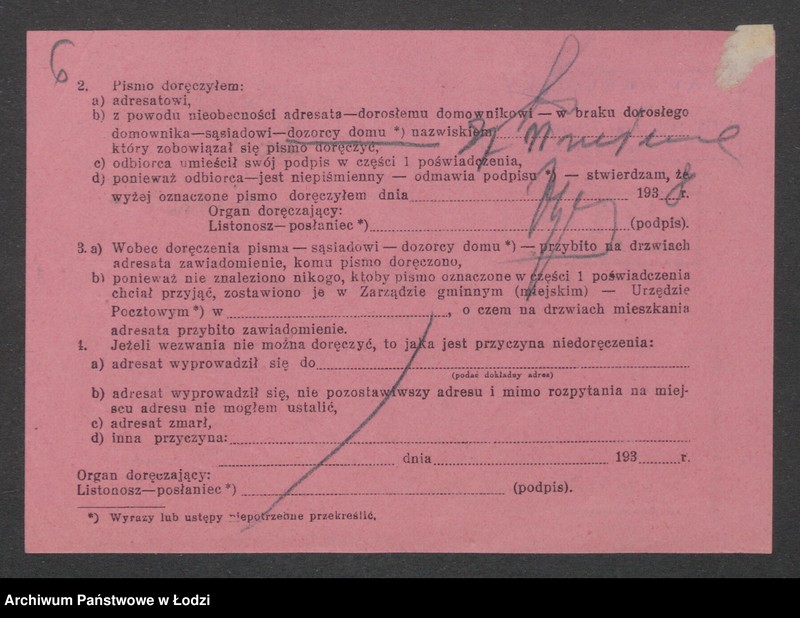 6
2. Pismo doręczyłem:
a) adresatowi,
b) z powodu nieobecności adresata—dorosłemu domownikowi — w braku dorosłego
domownika—sąsiadowi—dozorcy domu *) nazwiskiem
który zobowiązał się pismo doręczyć,
c) odbiorca umieścił swój podpis w części 1 poświadczenia,
d) ponieważ odbiorca—jest niepiśmienny — odmawia podpisu *) — stwierdzam, że
wyżej oznaczone pismo doręczyłem dnia 193 8 r.
Organ doręczający:
Listonosz—posłaniec *) (podpis).
3. a) Wobec doręczenia pisma — sąsiadowi — dozorcy domu *) — przybito na drzwiach
adresata zawiadomienie, komu pismo doręczono,
b) ponieważ nie znaleziono nikogo, ktoby pismo oznaczone w części 1 poświadczenia
chciał przyjąć, zostawiono je w Zarządzie gminnym (miejskim) — Urzędzie
Pocztowym *) w , o czem na drzwiach mieszkania
adresata przybito zawiadomienie.
4. Jeżeli wezwania nie można doręczyć, to jaka jest przyczyna niedoręczenia:
a) adresat wyprowadził się do
(podać dokładny adres)
b) adresat wyprowadził się, nie pozostawiwszy adresu i mimo rozpytania na miej-
scu adresu nie mogłem ustalić,
c) adresat zmarł,
d) inna przyczyna:
dnia 193 r.
Organ doręczający:
Listonosz—posłaniec *) (podpis).
*) Wyrazy lub ustępy niepotrzebne przekreślić.
Archiwum Państwowe w Łodzi